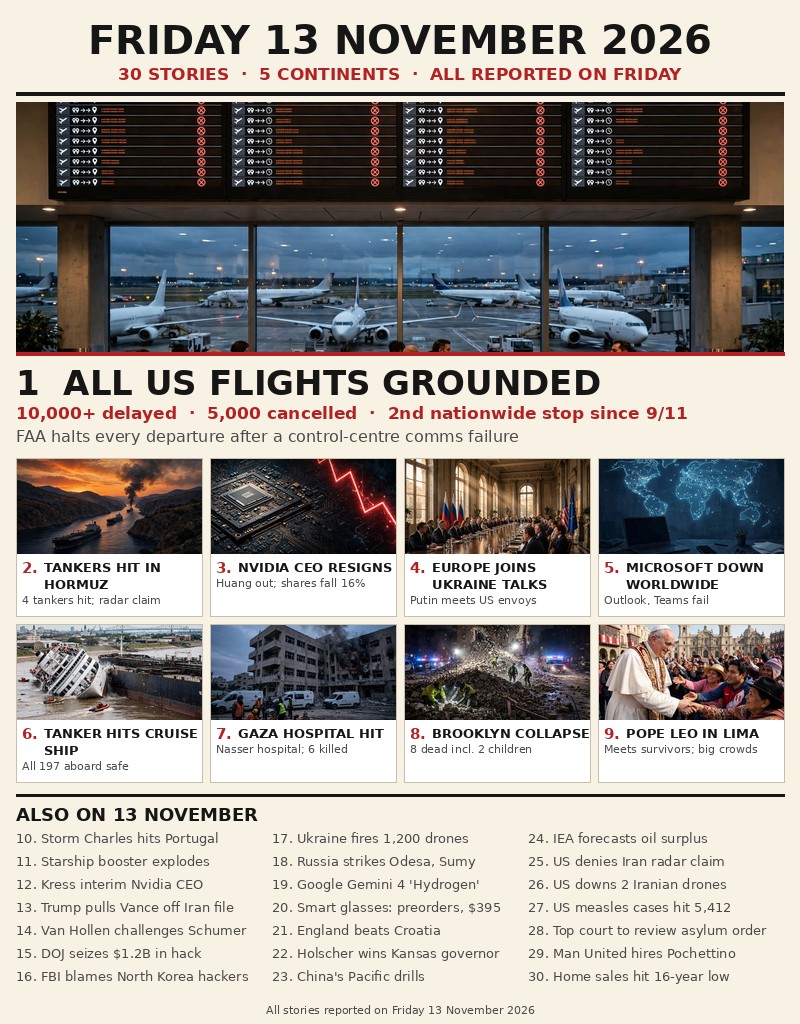 FRIDAY 13 NOVEMBER 2026
30 STORIES · 5 CONTINENTS · ALL REPORTED ON FRIDAY
1 ALL US FLIGHTS GROUNDED
10,000+ delayed · 5,000 cancelled · 2nd nationwide stop since 9/11
FAA halts every departure after a control-centre comms failure
2. TANKERS HIT IN
HORMUZ
4 tankers hit; radar claim
3. NVIDIA CEO RESIGNS
Huang out; shares fall 16%
4. EUROPE JOINS
UKRAINE TALKS
Putin meets US envoys
5. MICROSOFT DOWN
WORLDWIDE
Outlook, Teams fail
6. TANKER HITS CRUISE
SHIP
All 197 aboard safe
7. GAZA HOSPITAL HIT
Nasser hospital; 6 killed
8. BROOKLYN COLLAPSE
8 dead incl. 2 children
9. POPE LEO IN LIMA
Meets survivors; big crowds
ALSO ON 13 NOVEMBER
10. Storm Charles hits Portugal
11. Starship booster explodes
12. Kress interim Nvidia CEO
13. Trump pulls Vance off Iran file
14. Van Hollen challenges Schumer
15. DOJ seizes $1.2B in hack
16. FBI blames North Korea hackers
17. Ukraine fires 1,200 drones
18. Russia strikes Odesa, Sumy
19. Google Gemini 4 'Hydrogen'
20. Smart glasses: preorders, $395
21. England beats Croatia
22. Holscher wins Kansas governor
23. China's Pacific drills
24. IEA forecasts oil surplus
25. US denies Iran radar claim
26. US downs 2 Iranian drones
27. US measles cases hit 5,412
28. Top court to review asylum order
29. Man United hires Pochettino
30. Home sales hit 16-year low
All stories reported on Friday 13 November 2026